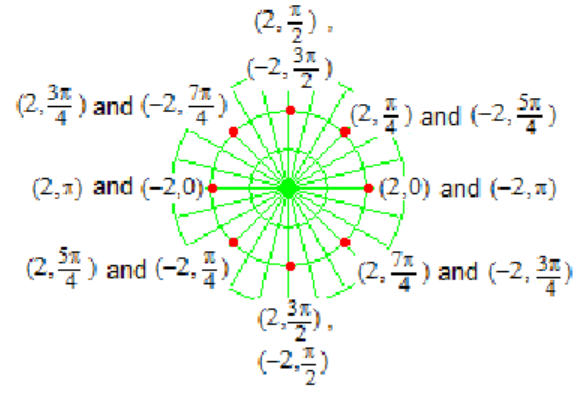 (2, π/2) ,
(−2, 3π/2)
(2, 3π/4) and (−2, 7π/4)
(2, π/4) and (−2, 5π/4)
(2, π) and (−2,0)
(2,0) and (−2, π)
(2, 5π/4) and (−2, π/4)
(2, 7π/4) and (−2, 3π/4)
(2, 3π/2) ,
(−2, π/2)